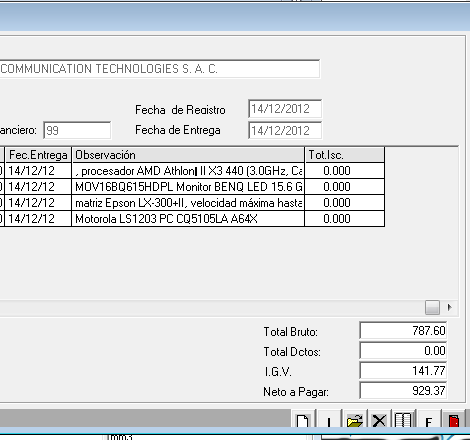 COMMUNICATION TECHNOLOGIES S. A. C.
Fecha de Registro 14/12/2012
anciero: 99 Fecha de Entrega 14/12/2012
Fec.Entrega Observación Tot.Isc.
0 14/12/12 , procesador AMD Athlon II X3 440 (3.0GHz, Ca 0.000
0 14/12/12 MOV16BQ615HDPL Monitor BENQ LED 15.6 G 0.000
0 14/12/12 matriz Epson LX-300+II, velocidad máxima hasta 0.000
0 14/12/12 Motorola LS1203 PC CQ5105LA A64X 0.000
Total Bruto: 787.60
Total Dctos: 0.00
I.G.V. 141.77
Neto a Pagar: 929.37